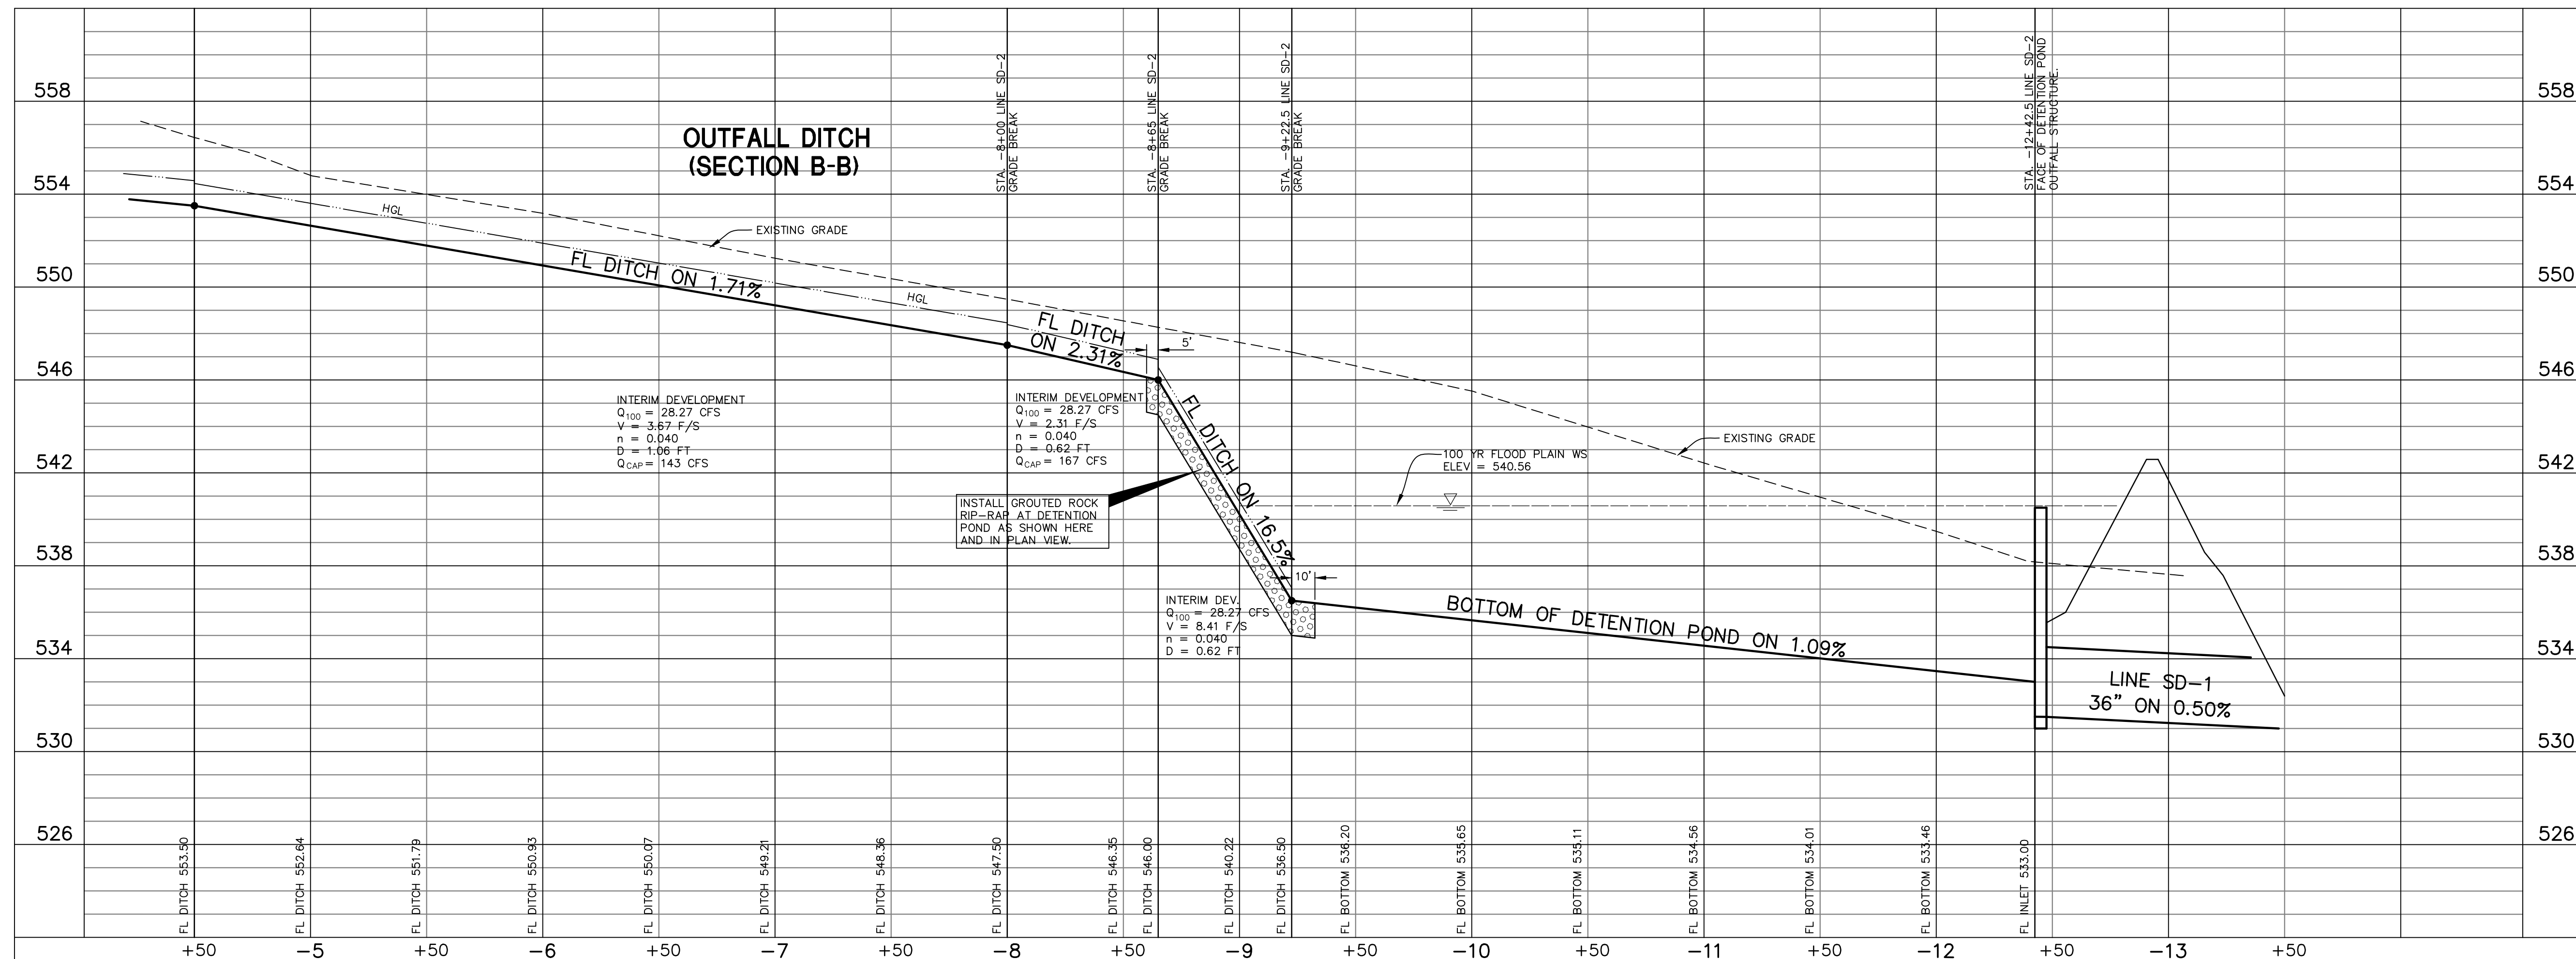 OUTFALL DITCH
(SECTION B-B)
STA. -8+00 LINE SD-2
GRADE BREAK
STA. -8+65 LINE SD-2
GRADE BREAK
STA. -9+22.5 LINE SD-2
GRADE BREAK
STA. -12+42.5 LINE SD-2
FACE OF DETENTION POND
OUTFALL STRUCTURE.
558
554
550
546
542
538
534
530
526
558
554
550
546
542
538
534
530
526
HGL
EXISTING GRADE
FL DITCH ON 1.71%
HGL
FL DITCH
ON 2.31%
5'
INTERIM DEVELOPMENT
Q100 = 28.27 CFS
V = 3.67 F/S
n = 0.040
D = 1.06 FT
QCAP = 143 CFS
INTERIM DEVELOPMENT
Q100 = 28.27 CFS
V = 2.31 F/S
n = 0.040
D = 0.62 FT
QCAP = 167 CFS
FL DITCH ON 16.5%
INSTALL GROUTED ROCK
RIP-RAP AT DETENTION
POND AS SHOWN HERE
AND IN PLAN VIEW.
EXISTING GRADE
100 YR FLOOD PLAIN WS
ELEV = 540.56
10'
INTERIM DEV.
Q100 = 28.27 CFS
V = 8.41 F/S
n = 0.040
D = 0.62 FT
BOTTOM OF DETENTION POND ON 1.09%
LINE SD-1
36" ON 0.50%
FL DITCH 553.50
FL DITCH 552.64
FL DITCH 551.79
FL DITCH 550.93
FL DITCH 550.07
FL DITCH 549.21
FL DITCH 548.36
FL DITCH 547.50
FL DITCH 546.35
FL DITCH 546.00
FL DITCH 540.22
FL DITCH 536.50
FL BOTTOM 536.20
FL BOTTOM 535.65
FL BOTTOM 535.11
FL BOTTOM 534.56
FL BOTTOM 534.01
FL BOTTOM 533.46
FL INLET 533.00
+50 -5 +50 -6 +50 -7 +50 -8 +50 -9 +50 -10 +50 -11 +50 -12 +50 -13 +50